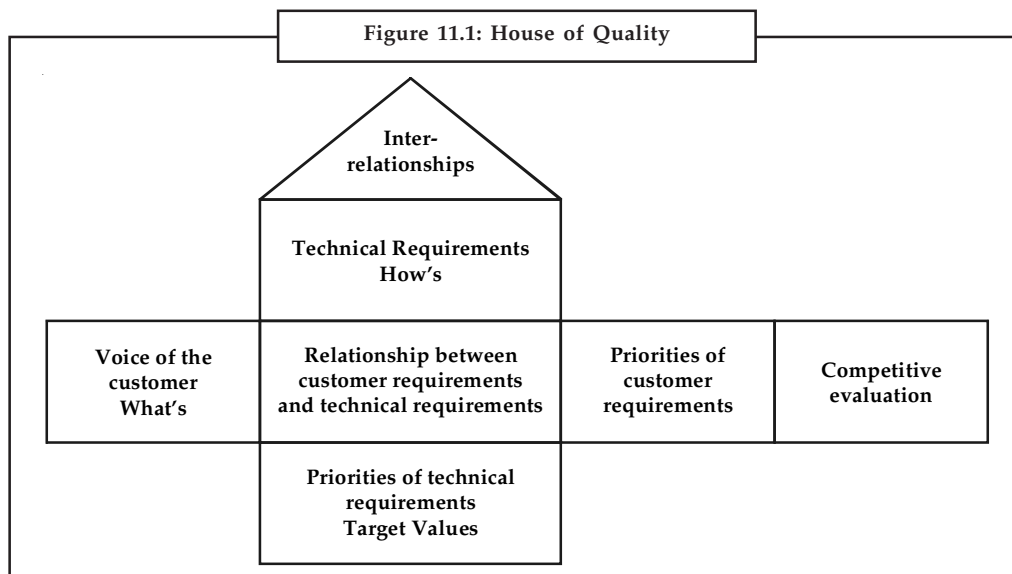 Figure 11.1: House of Quality
Inter-
relationships
Technical Requirements
How's
Voice of the
customer
What's
Relationship between
customer requirements
and technical requirements
Priorities of
customer
requirements
Competitive
evaluation
Priorities of technical
requirements
Target Values